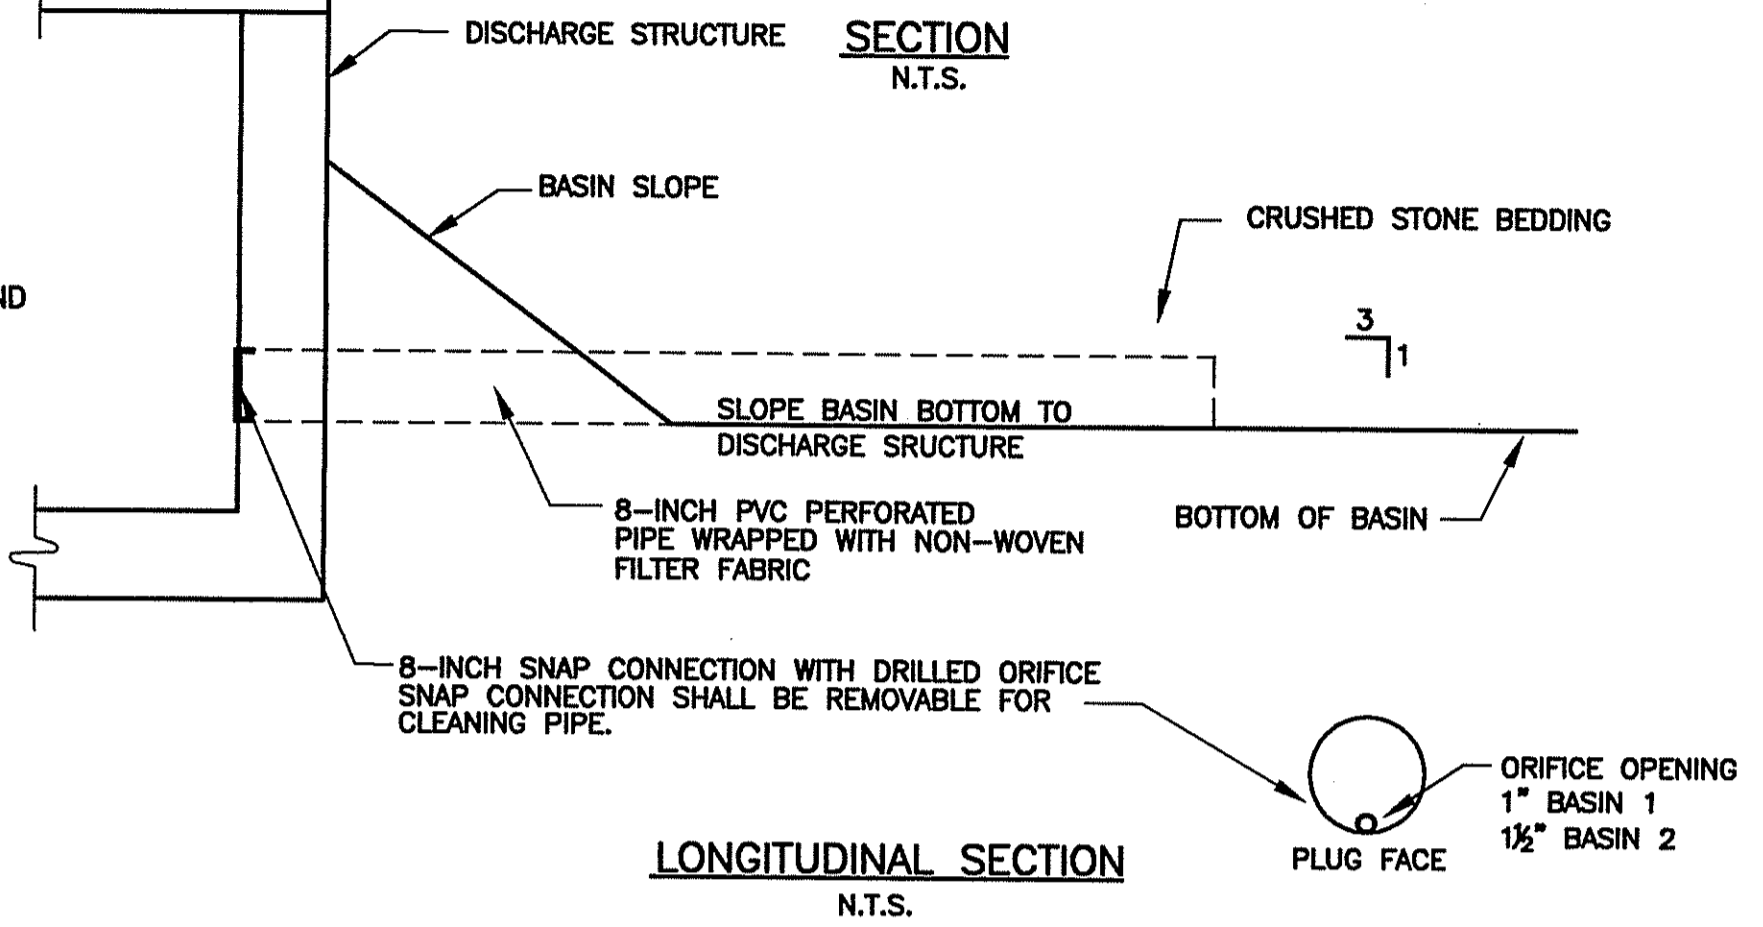 DISCHARGE STRUCTURE
SECTION
N.T.S.
BASIN SLOPE
CRUSHED STONE BEDDING
ND
3
1
SLOPE BASIN BOTTOM TO
DISCHARGE SRUCTURE
8-INCH PVC PERFORATED
PIPE WRAPPED WITH NON-WOVEN
FILTER FABRIC
BOTTOM OF BASIN
8-INCH SNAP CONNECTION WITH DRILLED ORIFICE
SNAP CONNECTION SHALL BE REMOVABLE FOR
CLEANING PIPE.
ORIFICE OPENING
1" BASIN 1
1½" BASIN 2
PLUG FACE
LONGITUDINAL SECTION
N.T.S.